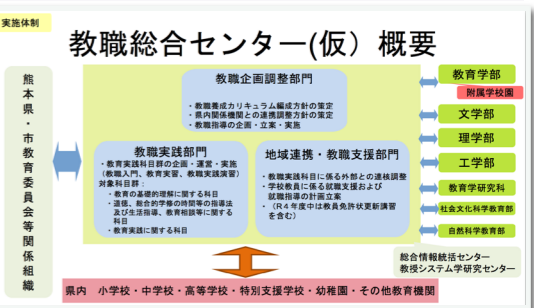 実施体制
教職総合センター(仮）概要
熊本県・市教育委員会等関係組織
教職企画調整部門
・教職養成カリキュラム編成方針の策定
・県内関係機関との連携調整方針の策定
・教職指導の企画・立案・実施
教職実践部門
・教育実践科目群の企画・運営・実施
（教職入門、教育実習、教職実践演習）
対象科目群：
・教育の基礎的理解に関する科目
・道徳、総合的学修の時間等の指導法
及び生活指導、教育相談等に関する
科目
・教育実践に関する科目
地域連携・教職支援部門
・教職実践科目に係る外部との連絡調整
・学校教員に係る就職支援および
就職指導の計画立案
・（R４年度中は教員免許状更新講習
を含む）
教育学部
附属学校園
文学部
理学部
工学部
教育学研究科
社会文化科学教育部
自然科学教育部
総合情報統括センター
教授システム学研究センター
県内　小学校・中学校・高等学校・特別支援学校・幼稚園・その他教育機関